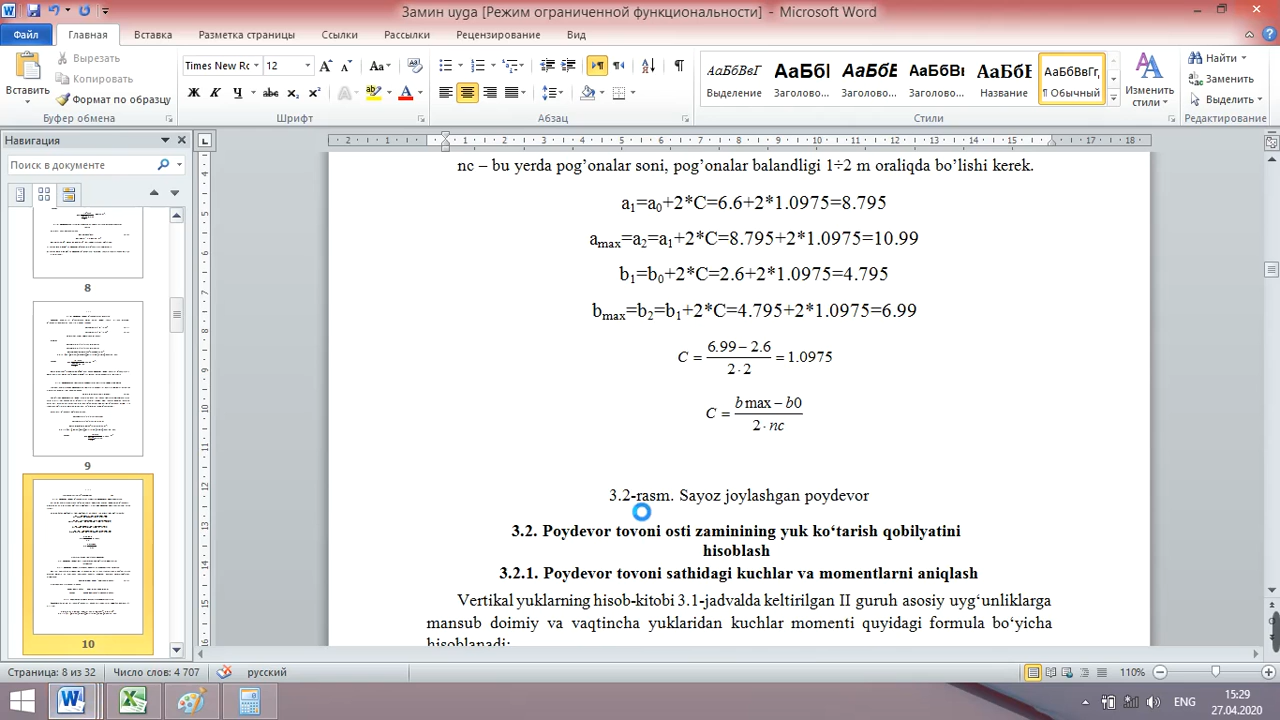 Замин uyga [Режим ограниченной функциональности] - Microsoft Word
Файл Главная Вставка Разметка страницы Ссылки Рассылки Рецензирование Вид
Вставить
Вырезать
Копировать
Формат по образцу
Буфер обмена
Times New Rc 12
Ж К Ч abc
Шрифт
Абзац
АаБбВвГ АаБбІ АаБбВ АаБбВı АаБбВ АаБбВвГг,
Выделение Заголово... Заголово... Заголово... Название ¶ Обычный
Стили
Изменить стили
Найти
Заменить
Выделить
Редактирование
Навигация
Поиск в документе
8
9
10
nc – bu yerda pog’onalar soni, pog’onalar balandligi 1÷2 m oraliqda bo’lishi kerek.
a1=a0+2*C=6.6+2*1.0975=8.795
amax=a2=a1+2*C=8.795+2*1.0975=10.99
b1=b0+2*C=2.6+2*1.0975=4.795
bmax=b2=b1+2*C=4.795+2*1.0975=6.99
C = (6.99 – 2.6) / (2 · 2) = 1.0975
C = (b max – b0) / (2 · nc)
3.2-rasm. Sayoz joylashgan poydevor
3.2. Poydevor tovoni osti zaminining yuk ko‘tarish qobilyatini
hisoblash
3.2.1. Poydevor tovoni sathidagi kuchlar va momentlarni aniqlash
Vertikal yuklarning hisob-kitobi 3.1-jadvalda keltirilgan II guruh asosiy uyg‘unliklarga
mansub doimiy va vaqtincha yuklaridan kuchlar momenti quyidagi formula bo‘yicha
hisoblanadi:
Страница: 8 из 32 Число слов: 4 707 русский 110%
ENG 15:29
27.04.2020